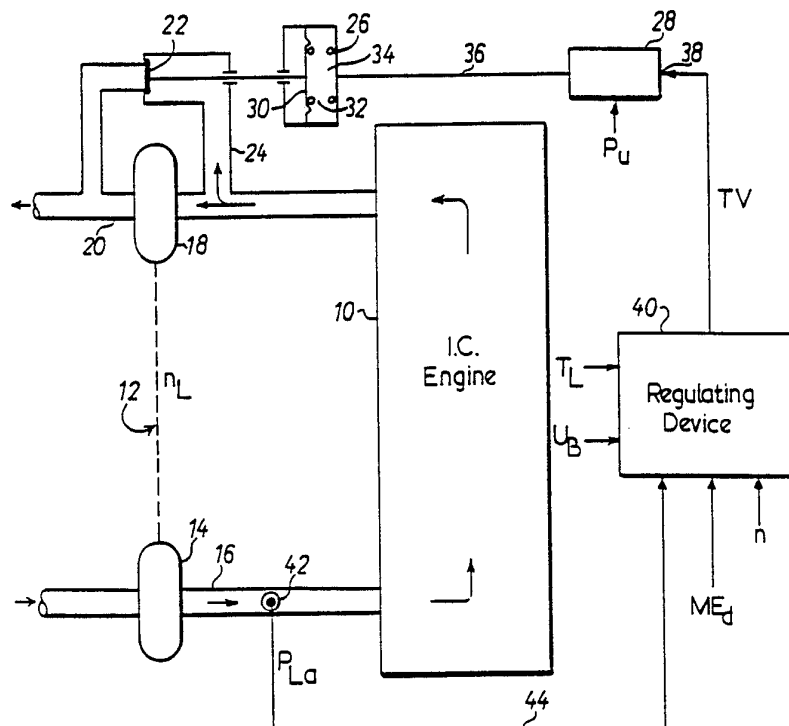 22
26
34
28
38
36
30
32
24
P_u
TV
20
18
10
40
n_L
I.C.
Engine
T_L
Regulating
Device
12
U_B
14
16
42
n
ME_d
P_La
44